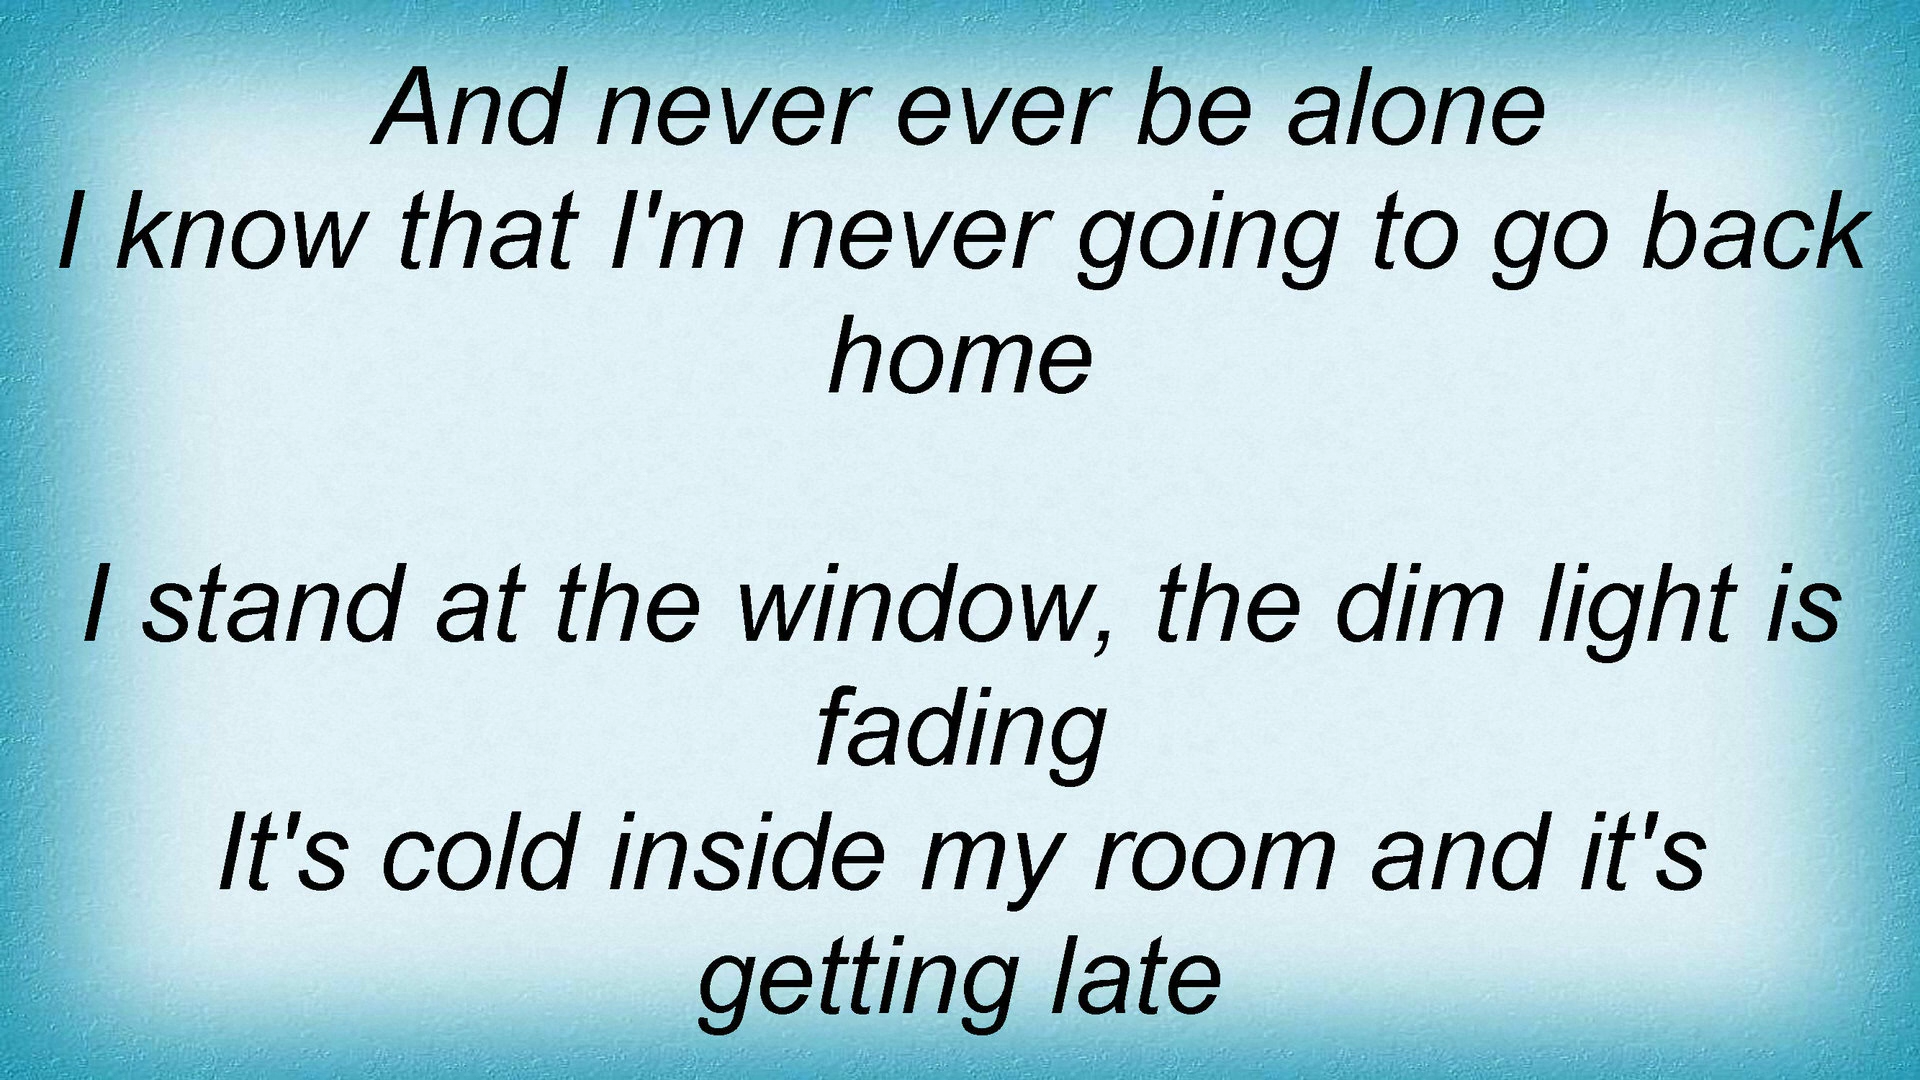 And never ever be alone
I know that I'm never going to go back
home
I stand at the window, the dim light is
fading
It's cold inside my room and it's
getting late